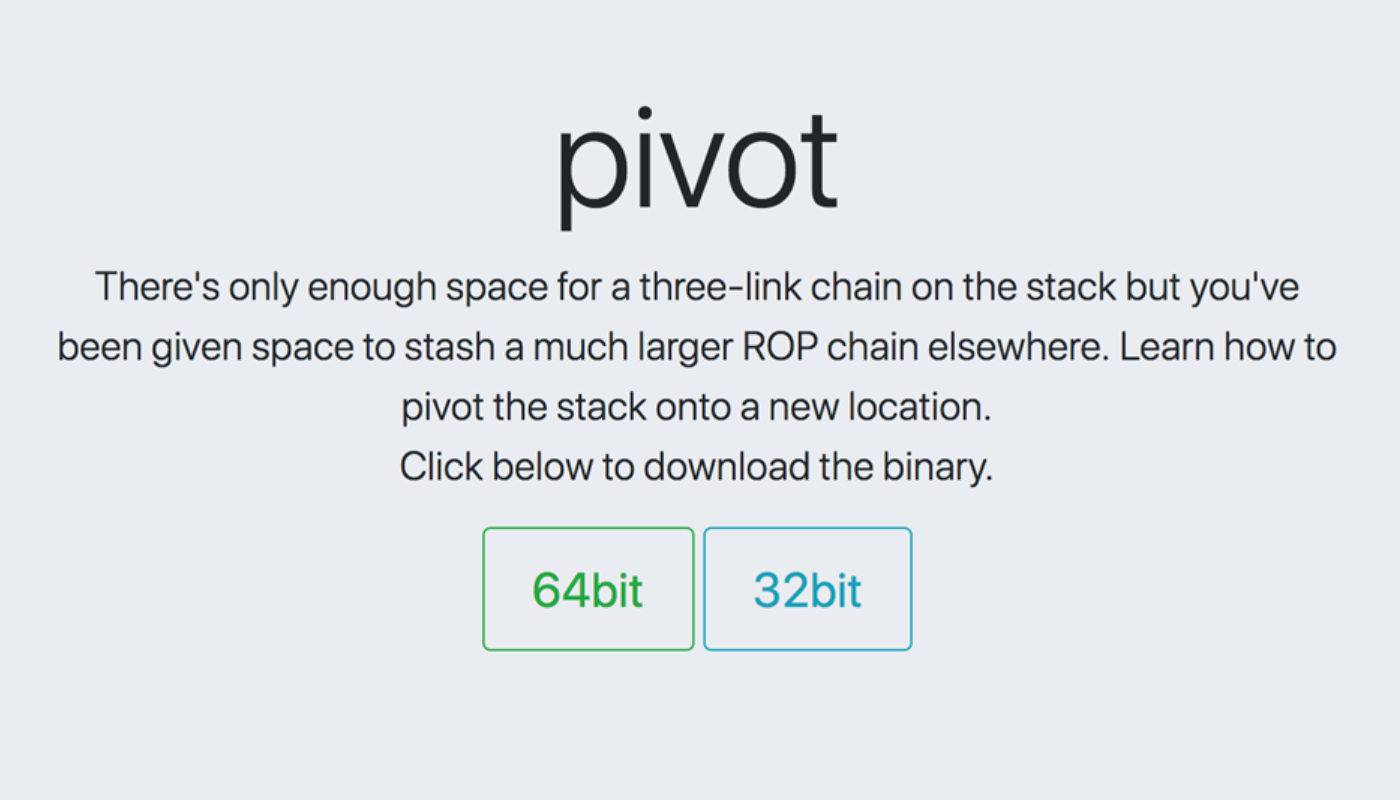 pivot
There's only enough space for a three-link chain on the stack but you've
been given space to stash a much larger ROP chain elsewhere. Learn how to
pivot the stack onto a new location.
Click below to download the binary.
64bit 32bit